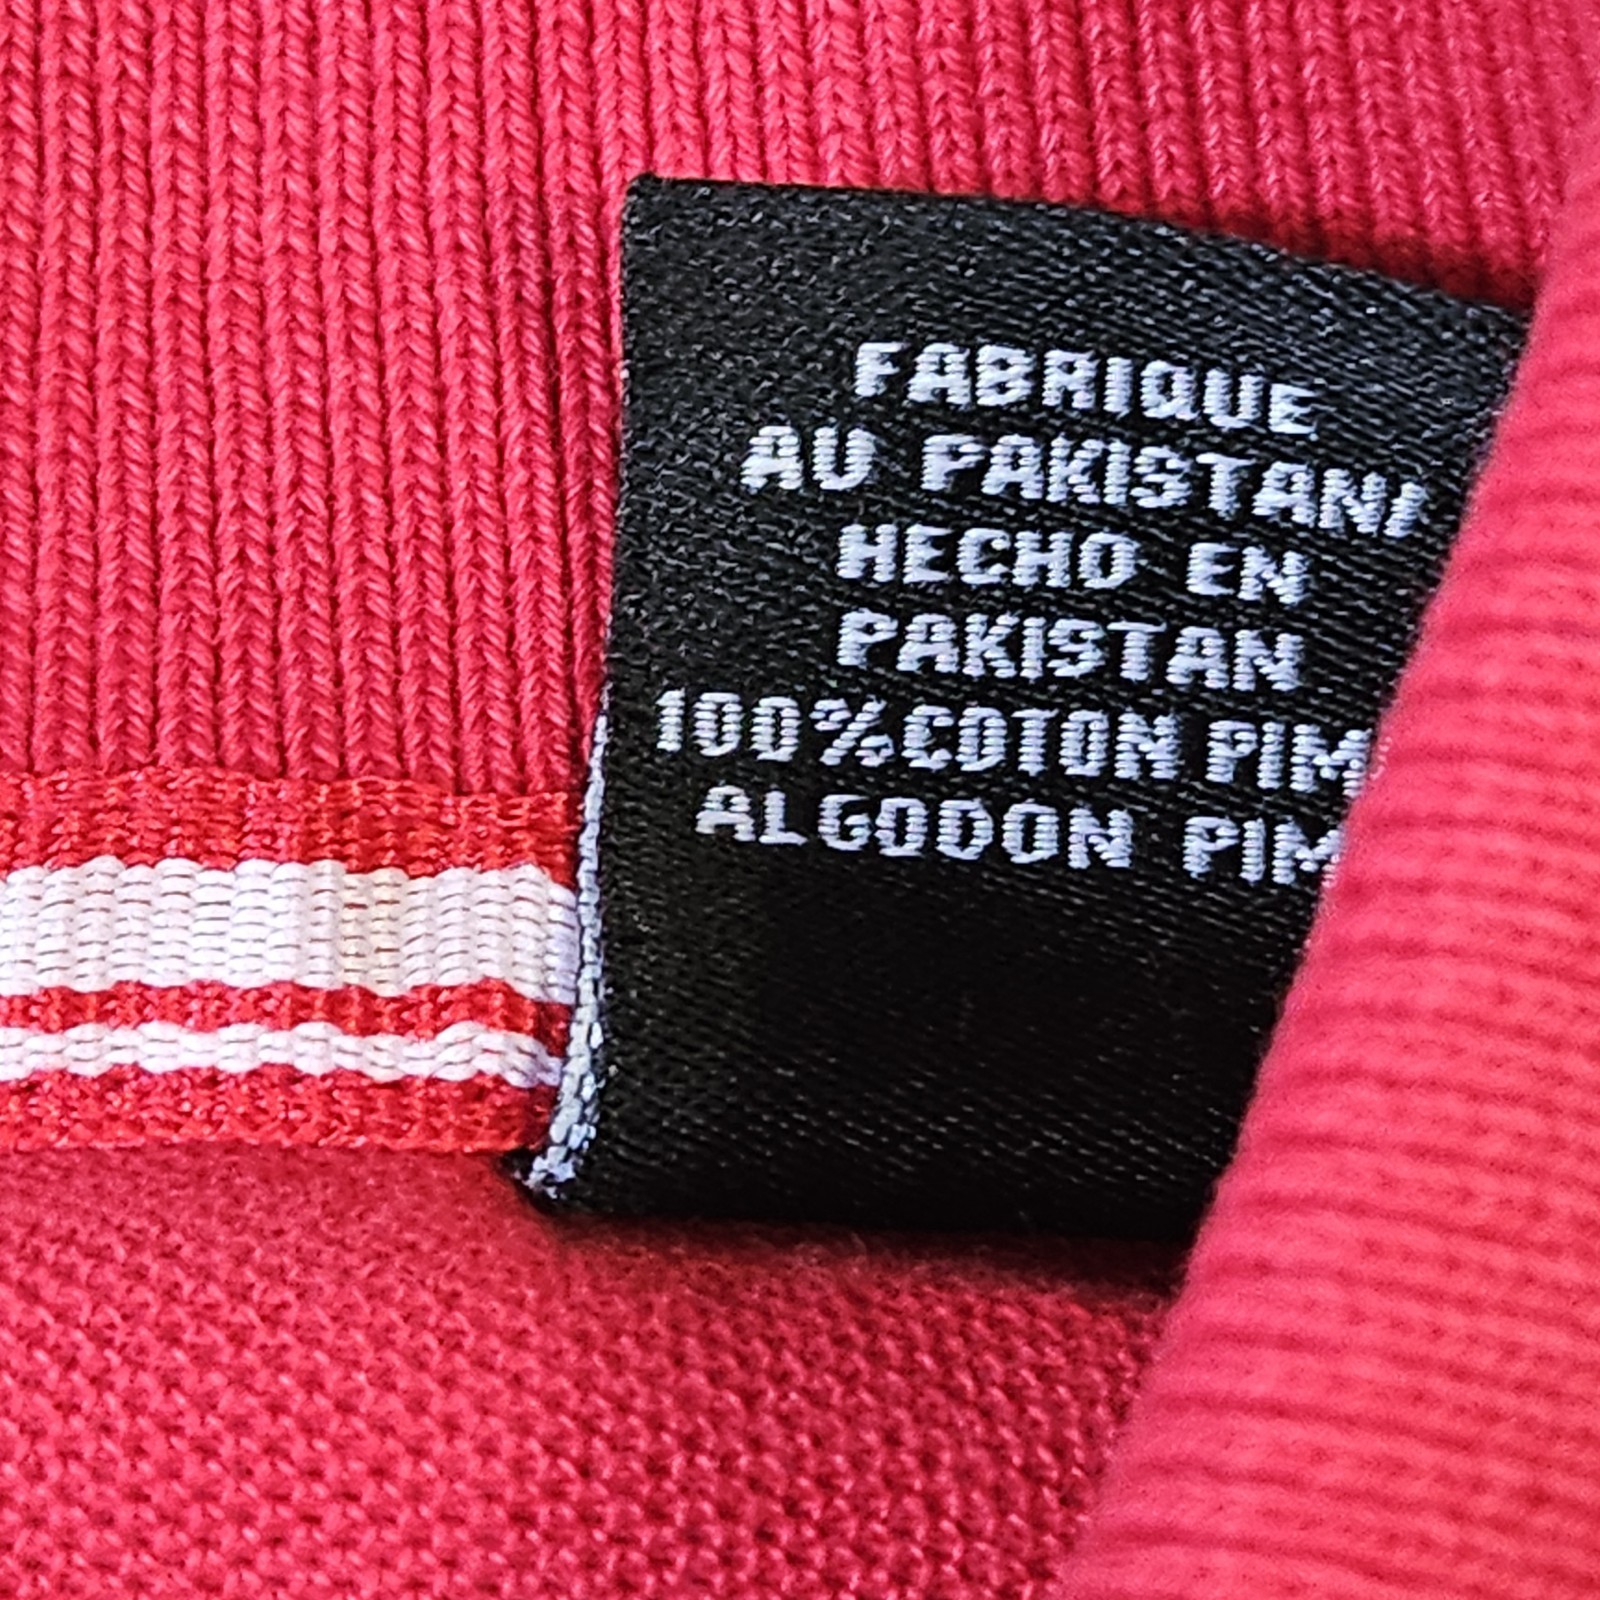 FABRIQUE
AU PAKISTAN/
HECHO EN
PAKISTAN
100%COTON PIM
ALGODON PIM